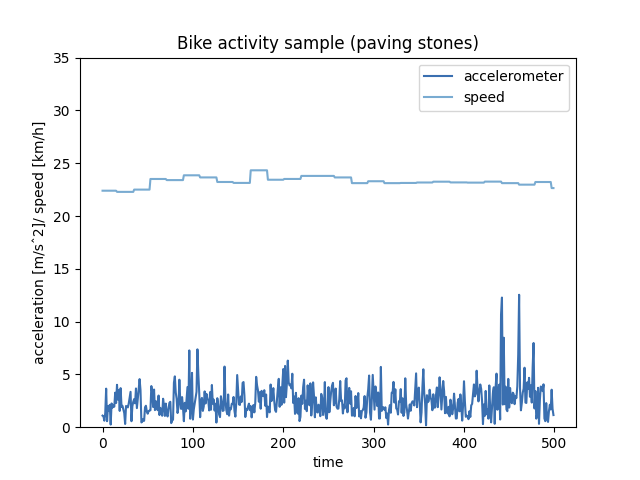 Bike activity sample (paving stones)
accelerometer
speed
35
30
25
20
15
10
5
0
acceleration [m/sˆ2]/ speed [km/h]
0 100 200 300 400 500
time